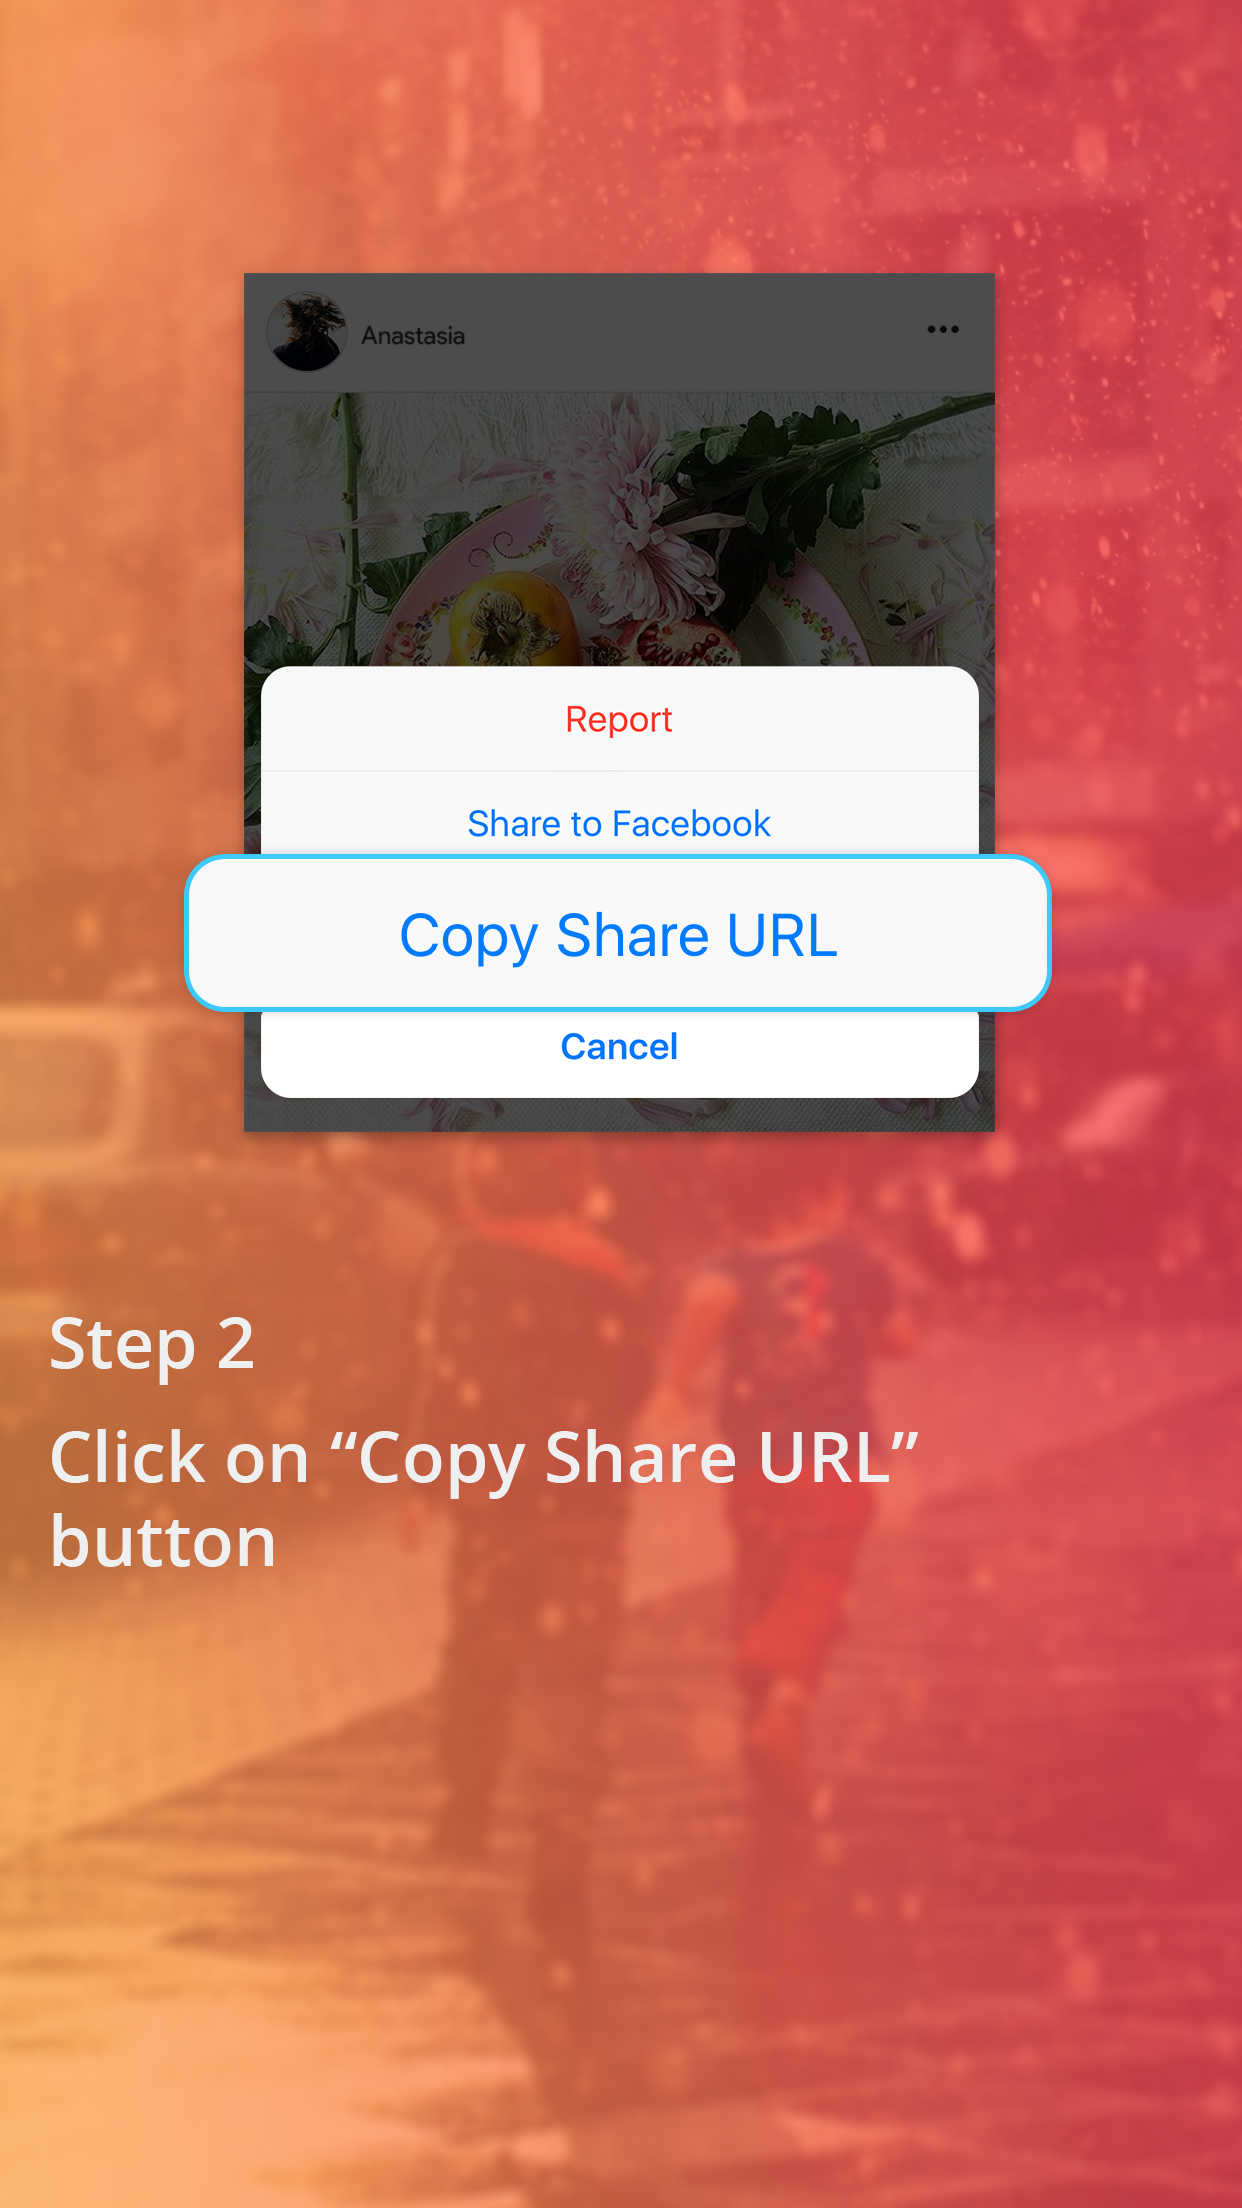 Anastasia
Report
Share to Facebook
Copy Share URL
Cancel
Step 2
Click on “Copy Share URL”
button